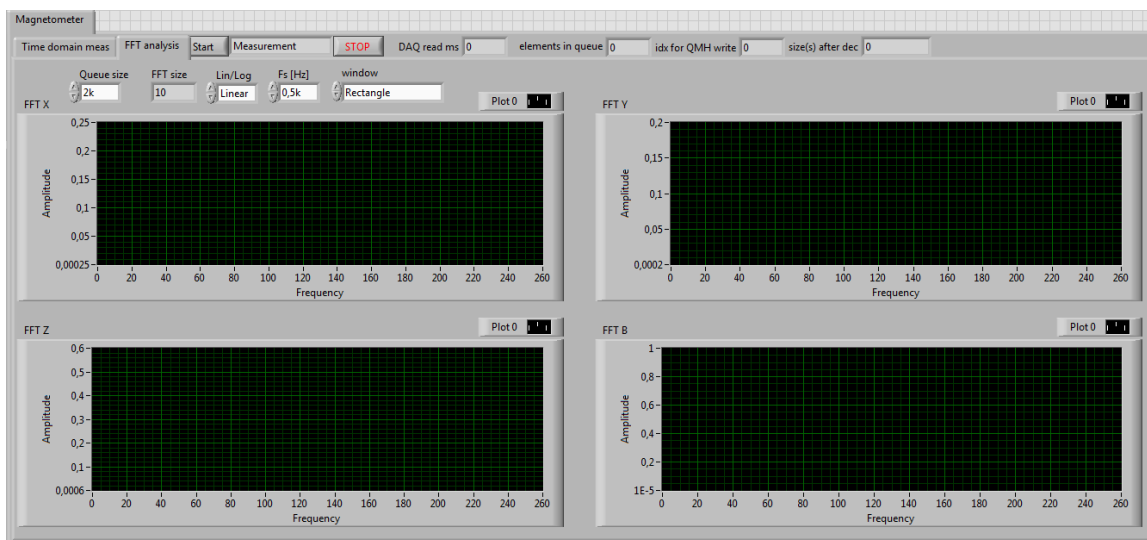 Magnetometer
Time domain meas FFT analysis Start Measurement STOP DAQ read ms 0 elements in queue 0 idx for QMH write 0 size(s) after dec 0
Queue size FFT size Lin/Log Fs [Hz] window
2k 10 Linear 0,5k Rectangle
FFT X Plot 0
0,25
0,2
0,15
0,1
0,05
0,00025
Amplitude
0 20 40 60 80 100 120 140 160 180 200 220 240 260
Frequency
FFT Y Plot 0
0,2
0,15
0,1
0,05
0,0002
Amplitude
0 20 40 60 80 100 120 140 160 180 200 220 240 260
Frequency
FFT Z Plot 0
0,6
0,5
0,4
0,3
0,2
0,1
0,0006
Amplitude
0 20 40 60 80 100 120 140 160 180 200 220 240 260
Frequency
FFT B Plot 0
1
0,8
0,6
0,4
0,2
1E-5
Amplitude
0 20 40 60 80 100 120 140 160 180 200 220 240 260
Frequency